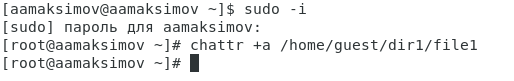 [aamaksimov@aamaksimov ~]$ sudo -i
[sudo] пароль для aamaksimov:
[root@aamaksimov ~]# chattr +a /home/guest/dir1/file1
[root@aamaksimov ~]#